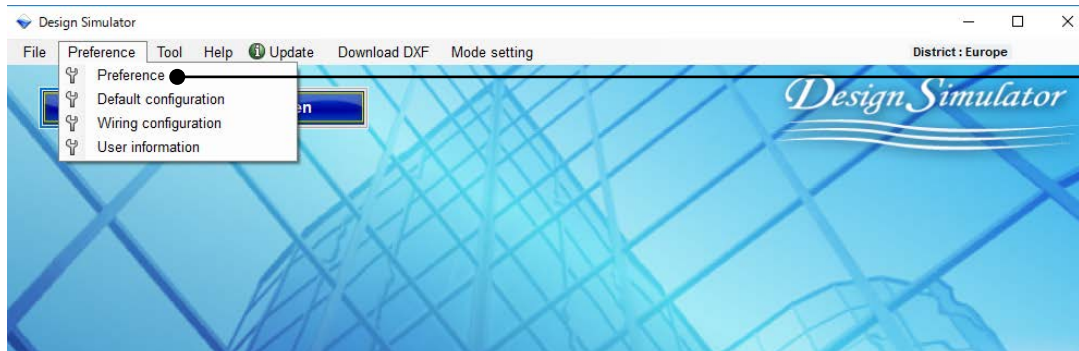 Design Simulator
File Preference Tool Help Update Download DXF Mode setting District : Europe
Preference
Default configuration
Wiring configuration
User information
Design Simulator